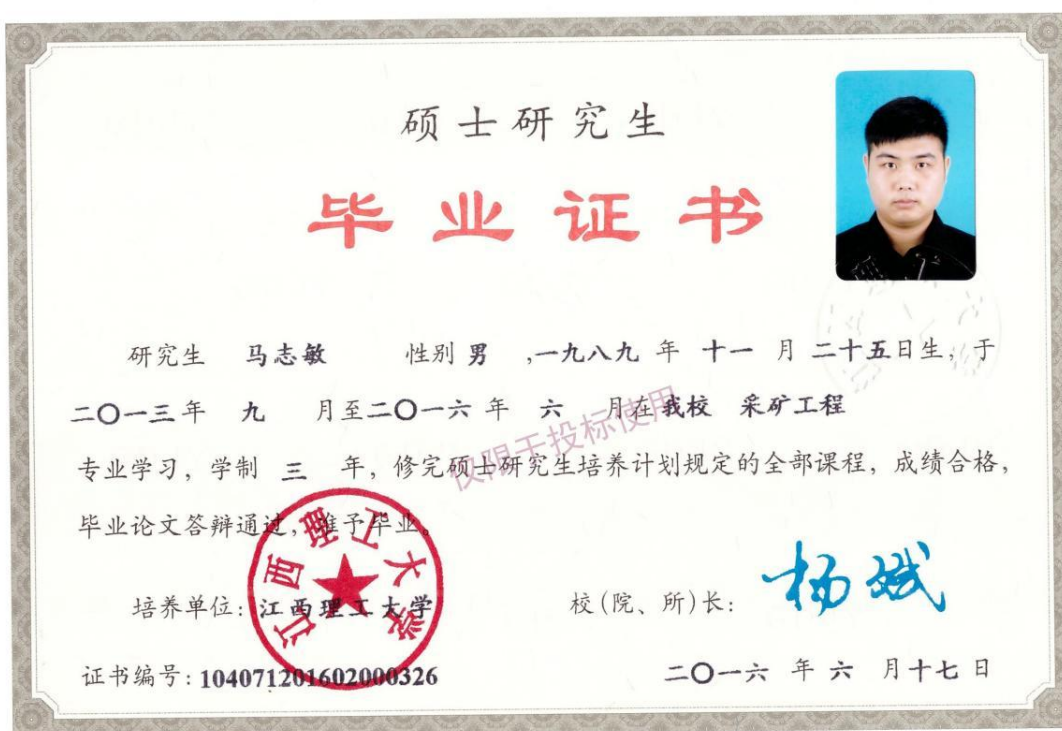 硕士研究生
毕业证书
研究生 马志敏 性别 男 ,一九八九 年 十一 月 二十五日生,于
二〇一三年 九 月至二〇一六 年 六 月在我校 采矿工程
专业学习,学制 三 年,修完硕士研究生培养计划规定的全部课程,成绩合格,
毕业论文答辩通过,准予毕业。
仅限于投标使用
江西理工大学
培养单位:江西理工大学 校(院、所)长: 杨斌
证书编号:104071201602000326 二〇一六 年 六 月十七日